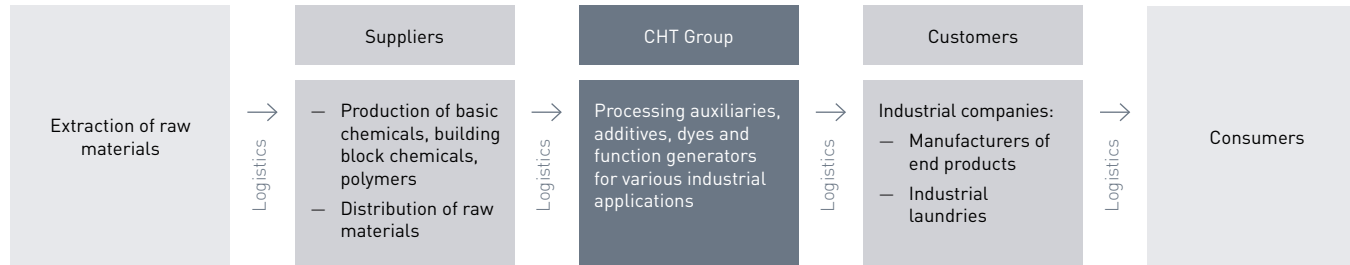 Extraction of raw
materials
Logistics
Suppliers
— Production of basic
chemicals, building
block chemicals,
polymers
— Distribution of raw
materials
Logistics
CHT Group
Processing auxiliaries,
additives, dyes and
function generators
for various industrial
applications
Logistics
Customers
Industrial companies:
— Manufacturers of
end products
— Industrial
laundries
Logistics
Consumers